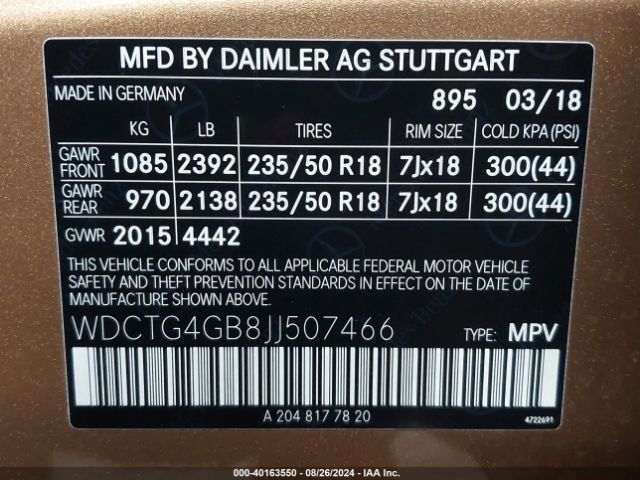 MFD BY DAIMLER AG STUTTGART
MADE IN GERMANY 895 03/18
KG LB TIRES RIM SIZE COLD KPA (PSI)
GAWR FRONT 1085 2392 235/50 R18 7Jx18 300(44)
GAWR REAR 970 2138 235/50 R18 7Jx18 300(44)
GVWR 2015 4442
THIS VEHICLE CONFORMS TO ALL APPLICABLE FEDERAL MOTOR VEHICLE
SAFETY AND THEFT PREVENTION STANDARDS IN EFFECT ON THE DATE OF
MANUFACTURE SHOWN ABOVE.
WDCTG4GB8JJ507466 TYPE: MPV
A 204 817 78 20
4722691
000-40163550 - 08/26/2024 - IAA Inc.